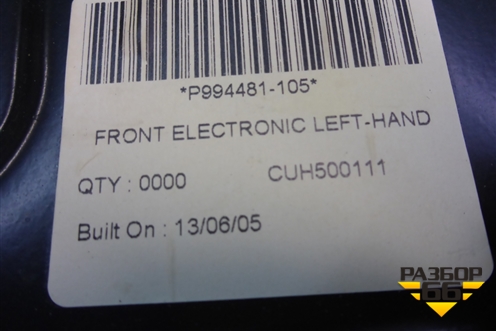 *P994481-105*
FRONT ELECTRONIC LEFT-HAND
QTY : 0000 CUH500111
Built On : 13/06/05
РАЗБОР
66